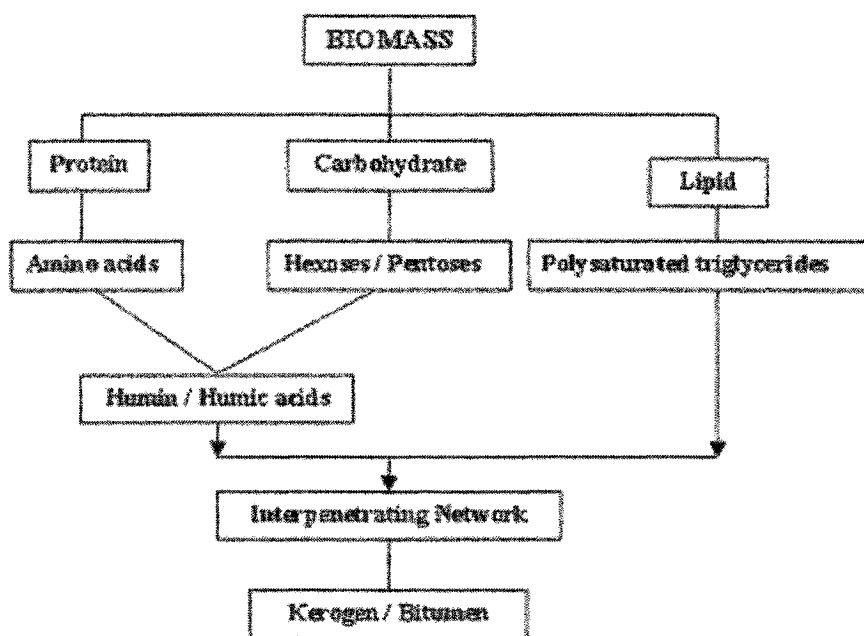 BIOMASS
Protein
Carbohydrate
Lipid
Amino acids
Hexoses / Pentoses
Polysaturated triglycerides
Humin / Humic acids
Interpenetrating Network
Kerogen / Bitumen